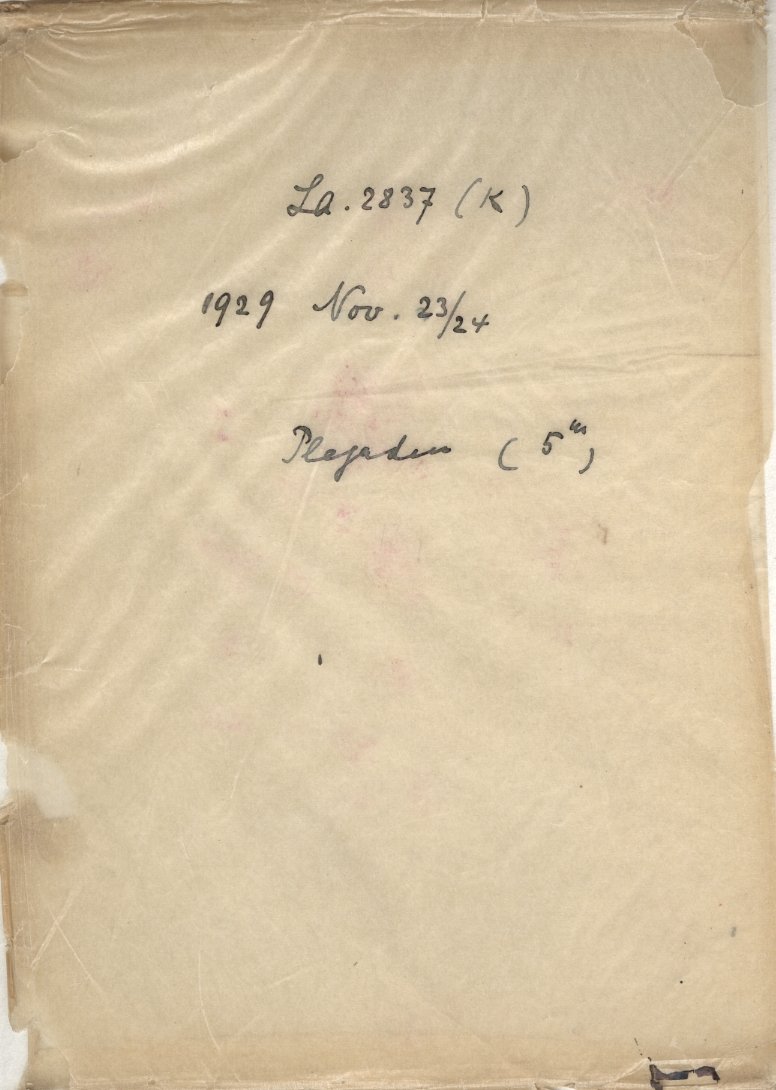 La. 2837 (K)
1929 Nov. 23/24
Plejaden (5ᵐ)